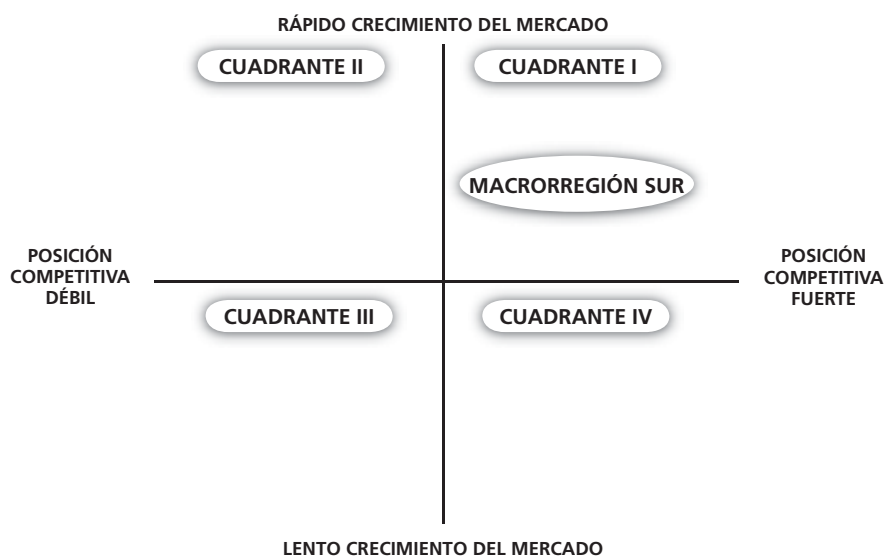 RÁPIDO CRECIMIENTO DEL MERCADO
CUADRANTE II
CUADRANTE I
MACRORREGIÓN SUR
POSICIÓN
COMPETITIVA
DÉBIL
POSICIÓN
COMPETITIVA
FUERTE
CUADRANTE III
CUADRANTE IV
LENTO CRECIMIENTO DEL MERCADO